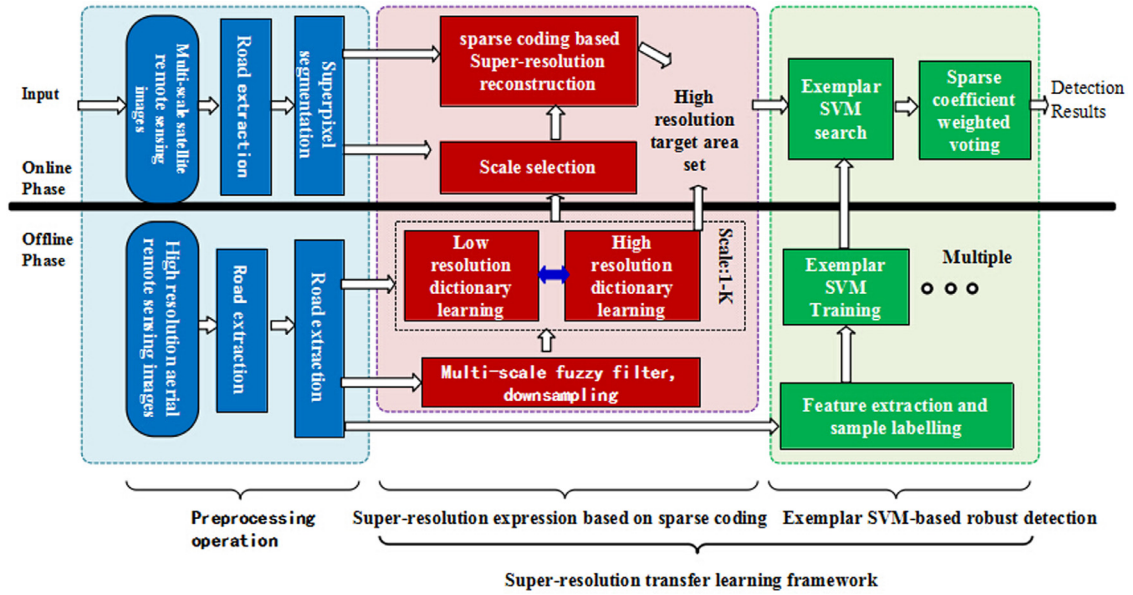 Input
Online
Phase
Offline
Phase
Multi-scale satellite
remote sensing
images
Road extraction
Superpixel
segmentation
sparse coding based
Super-resolution
reconstruction
Scale selection
High
resolution
target area
set
Exemplar
SVM
search
Sparse
coefficient
weighted
voting
Detection
Results
High resolution aerial
remote sensing images
Road extraction
Road extraction
Low
resolution
dictionary
learning
High
resolution
dictionary
learning
Scale:1-K
Multi-scale fuzzy filter,
downsampling
Exemplar
SVM
Training
Multiple
Feature extraction and
sample labelling
Preprocessing
operation
Super-resolution expression based on sparse coding
Exemplar SVM-based robust detection
Super-resolution transfer learning framework